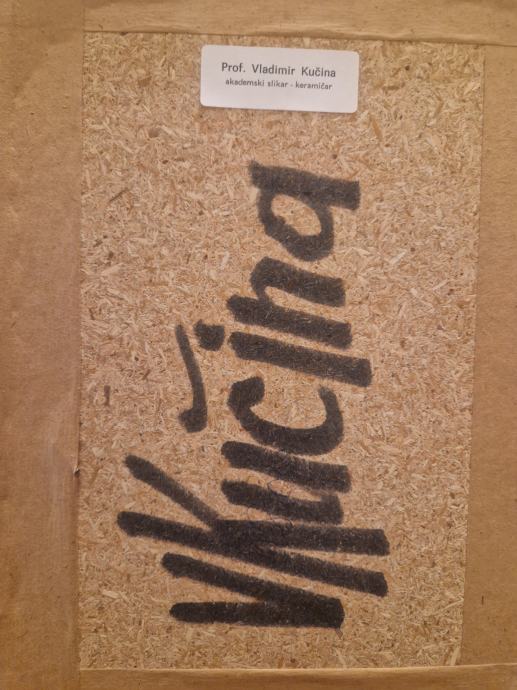 Prof. Vladimir Kučina
akademski slikar - keramičar
VKučina